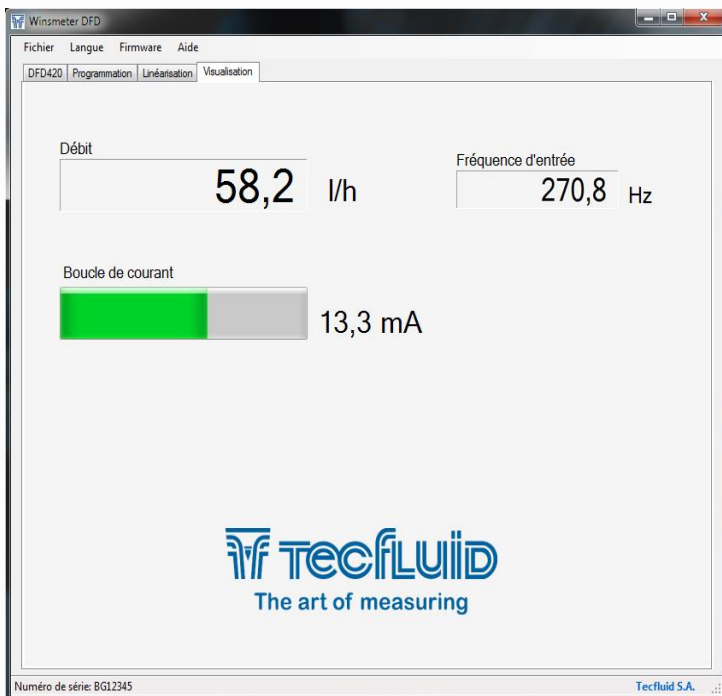 Winsmeter DFD
Fichier Langue Firmware Aide
DFD420 Programmation Linéarisation Visualisation
Débit
58,2 l/h
Fréquence d'entrée
270,8 Hz
Boucle de courant
13,3 mA
TECFLUID
The art of measuring
Numéro de série: BG12345 Tecfluid S.A.